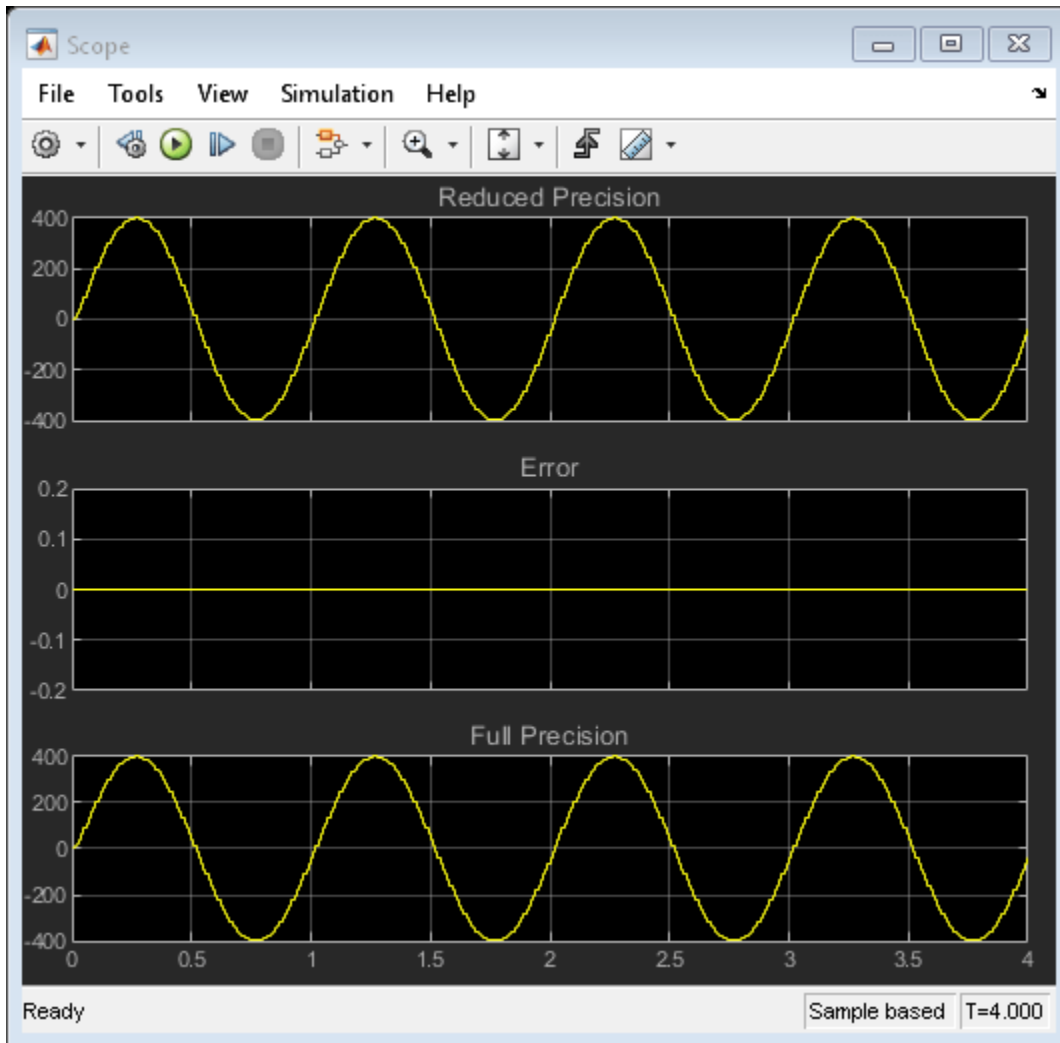 Scope
File Tools View Simulation Help
Reduced Precision
400
200
0
-200
-400
Error
0.2
0.1
0
-0.1
-0.2
Full Precision
400
200
0
-200
-400
0 0.5 1 1.5 2 2.5 3 3.5 4
Ready Sample based T=4.000